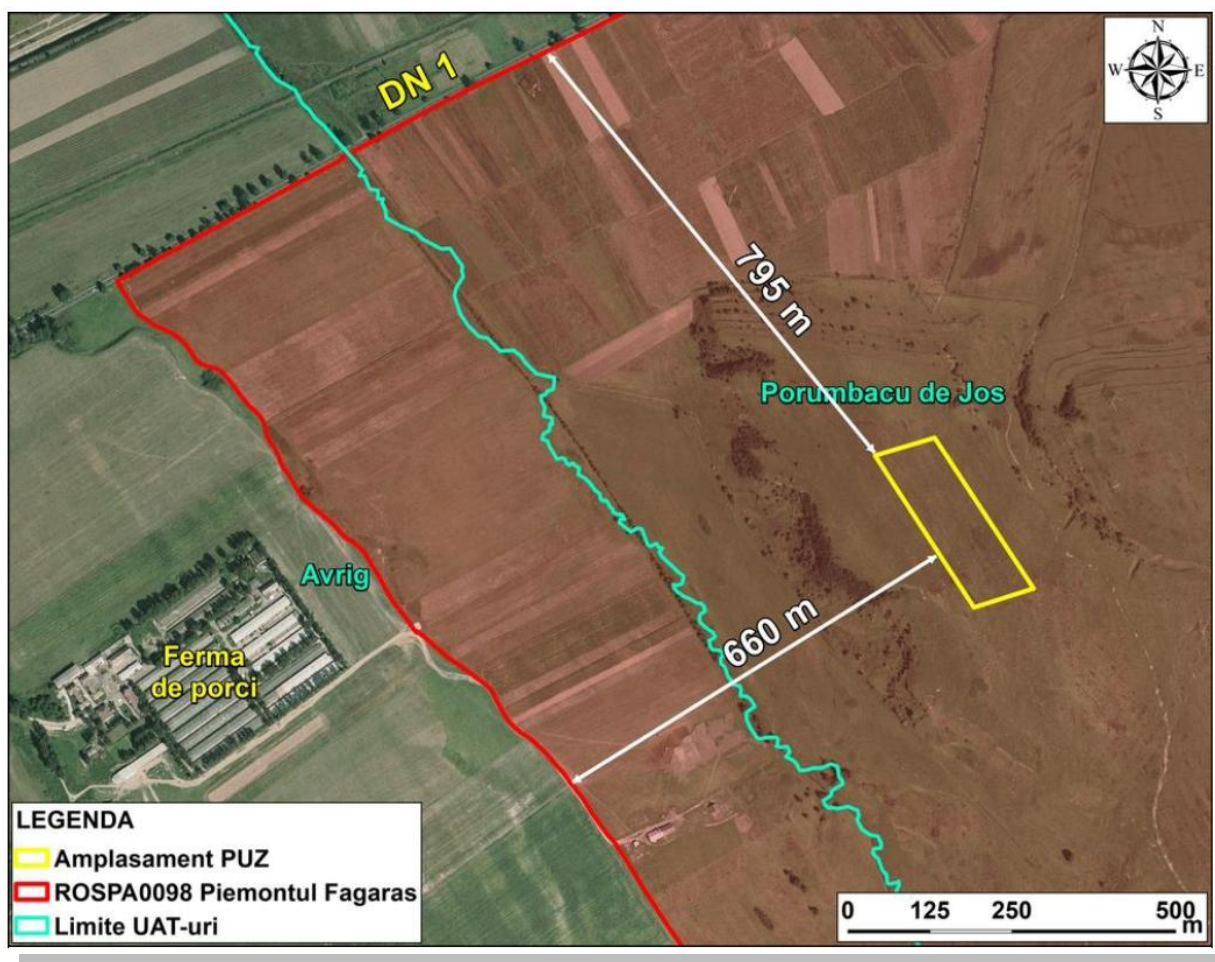 N
W E
S
DN 1
795 m
Porumbacu de Jos
Avrig
660 m
Ferma
de porci
LEGENDA
Amplasament PUZ
ROSPA0098 Piemontul Fagaras
Limite UAT-uri
0 125 250 500
m